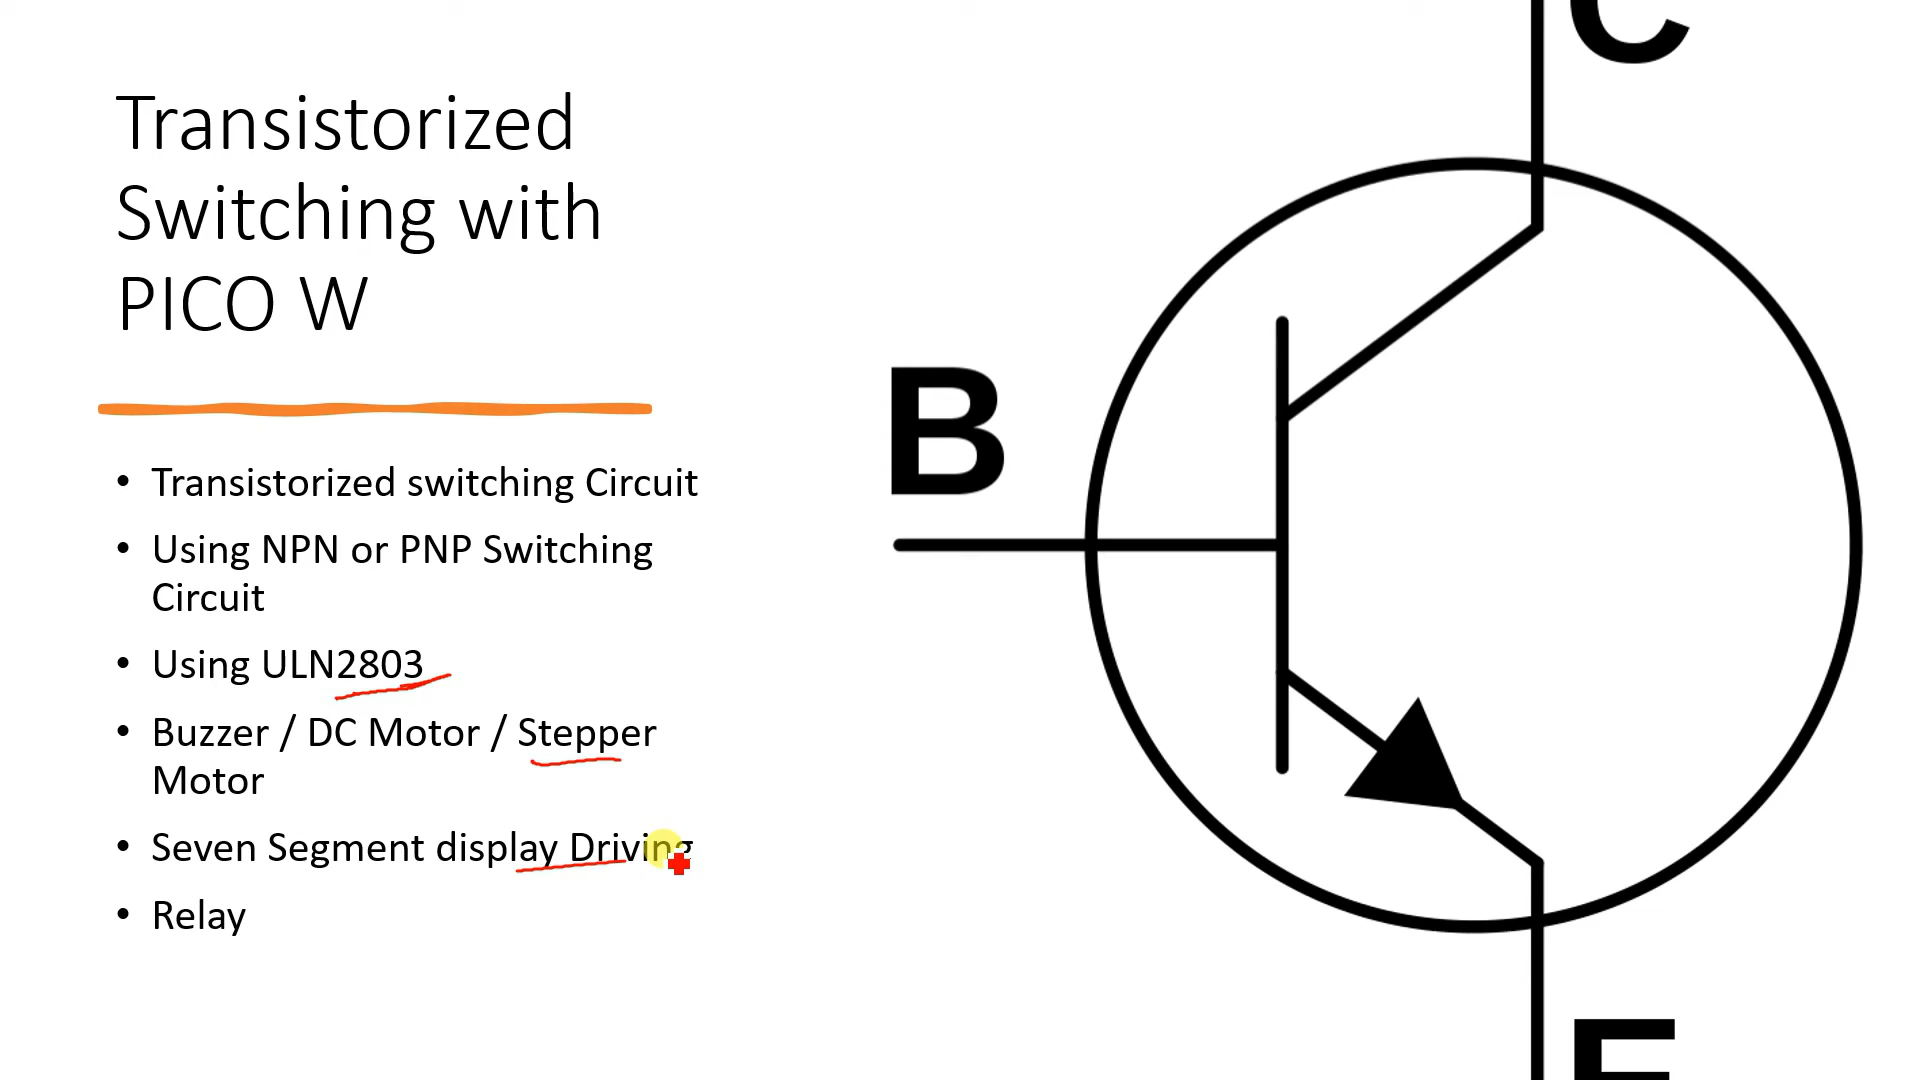 Transistorized
Switching with
PICO W
• Transistorized switching Circuit
• Using NPN or PNP Switching
Circuit
• Using ULN2803
• Buzzer / DC Motor / Stepper
Motor
• Seven Segment display Driving
• Relay
C
B
E